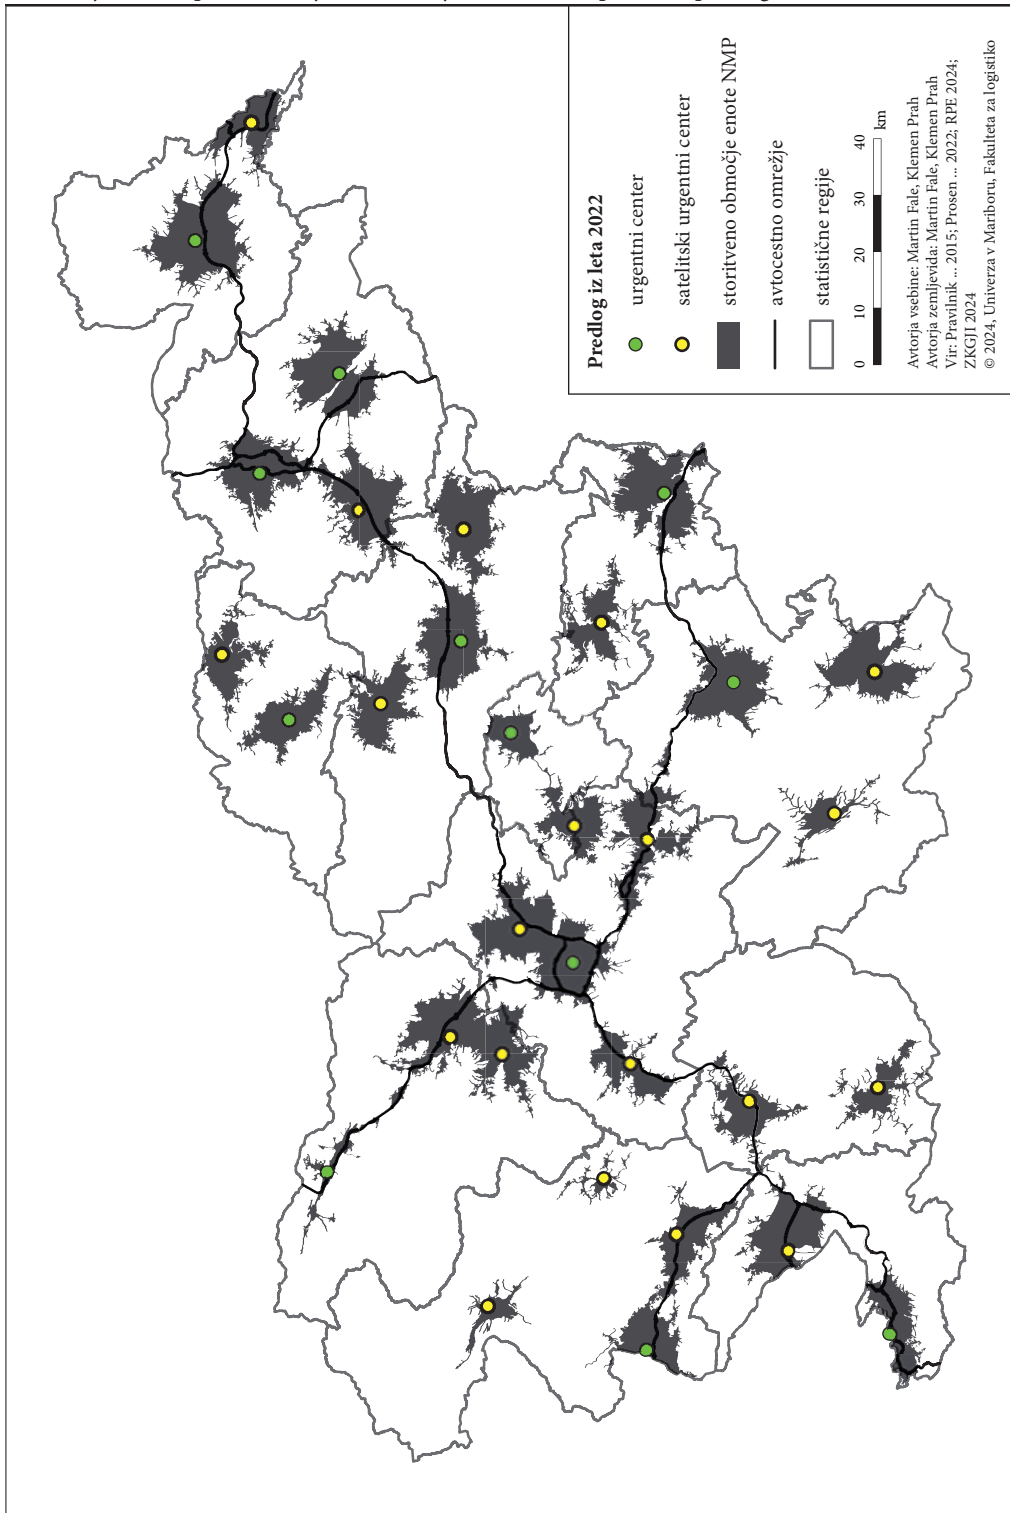 Predlog iz leta 2022
urgentni center
satelitski urgentni center
storitveno območje enote NMP
avtocestno omrežje
statistične regije
0 10 20 30 40
km
Avtorja vsebine: Martin Fale, Klemen Prah
Avtorja zemljevida: Martin Fale, Klemen Prah
Vir: Pravilnik ... 2015; Prosen ... 2022; RPE 2024;
ZKGJI 2024
© 2024, Univerza v Mariboru, Fakulteta za logistiko